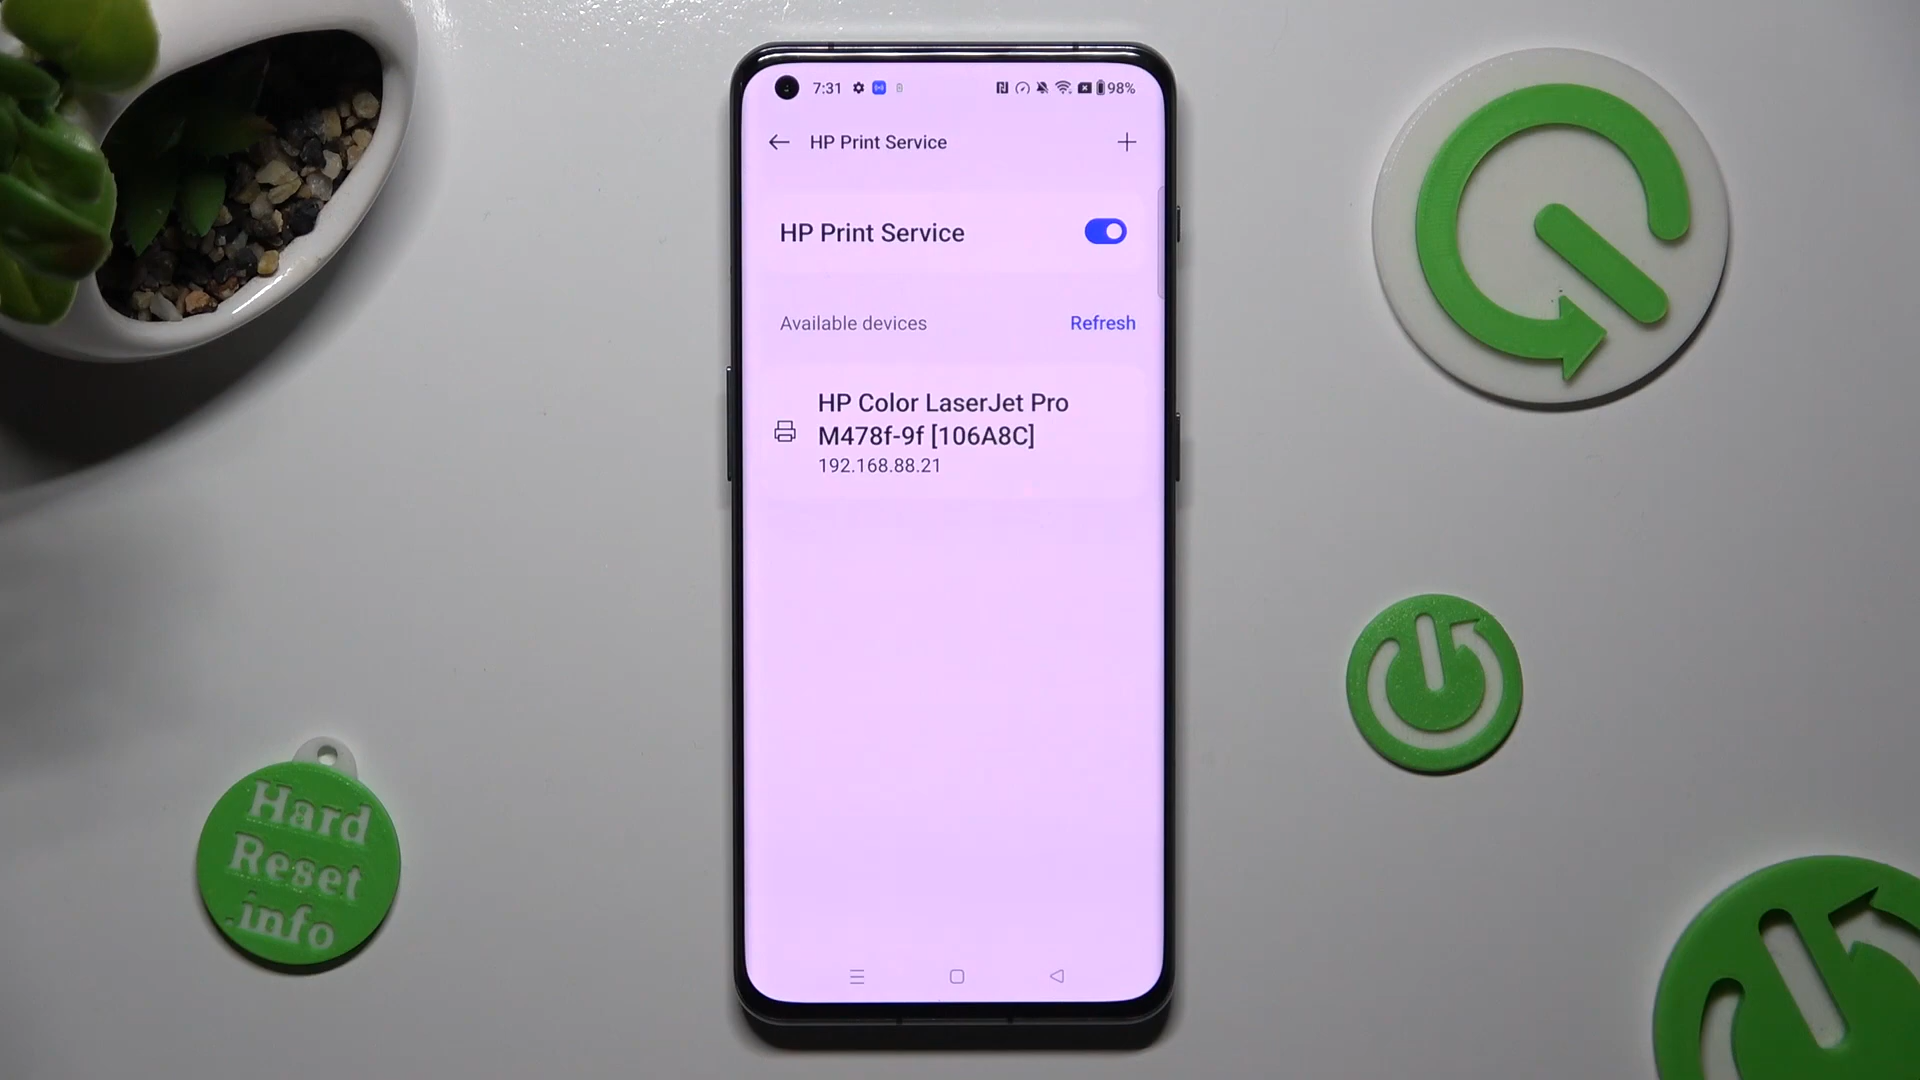 7:31
98%
HP Print Service
HP Print Service
Available devices
Refresh
HP Color LaserJet Pro
M478f-9f [106A8C]
192.168.88.21
Hard
Reset
.info